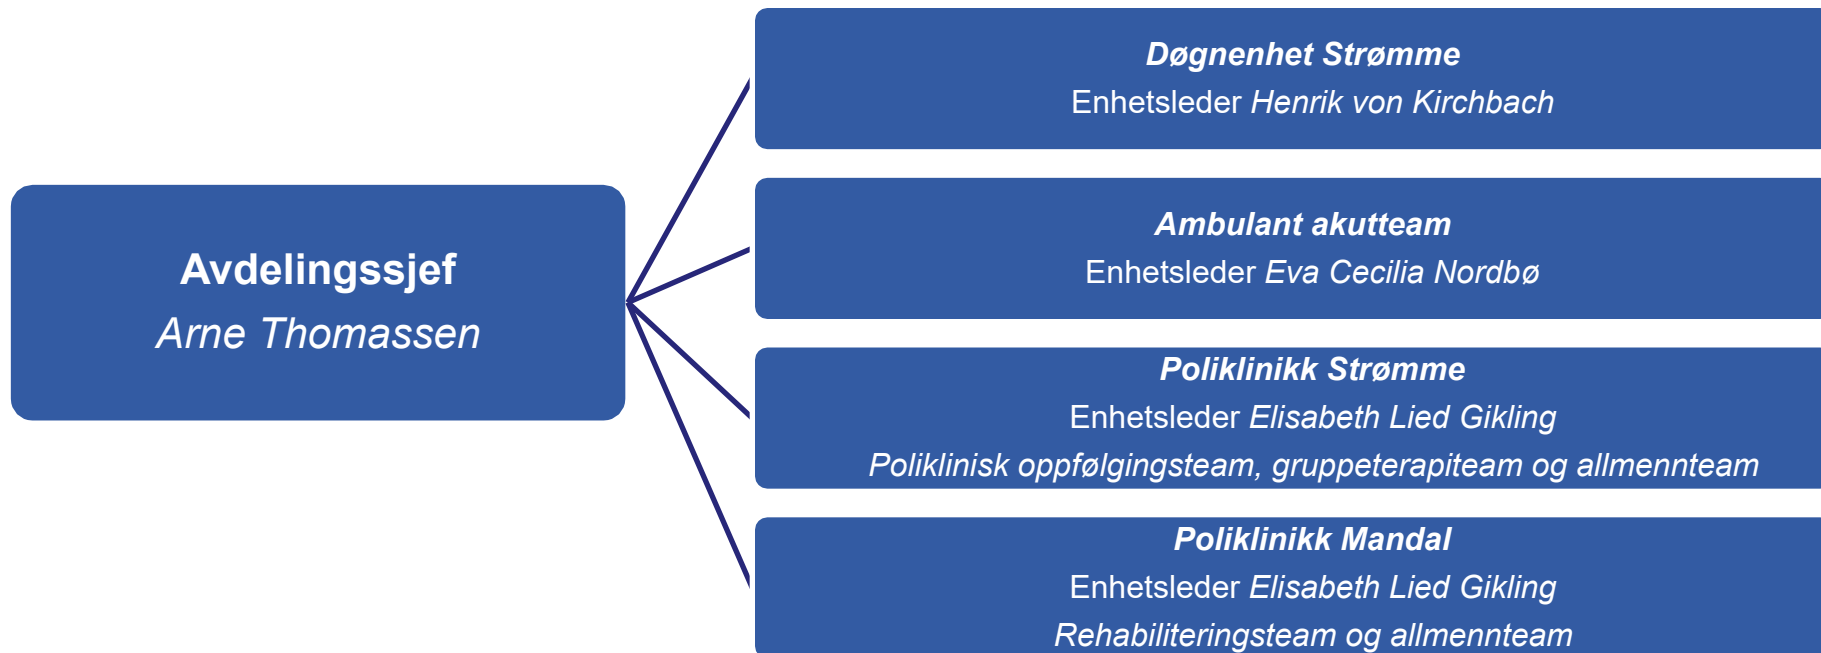 Avdelingssjef
Arne Thomassen
Døgnenhet Strømme
Enhetsleder Henrik von Kirchbach
Ambulant akutteam
Enhetsleder Eva Cecilia Nordbø
Poliklinikk Strømme
Enhetsleder Elisabeth Lied Gikling
Poliklinisk oppfølgingsteam, gruppeterapiteam og allmennteam
Poliklinikk Mandal
Enhetsleder Elisabeth Lied Gikling
Rehabiliteringsteam og allmennteam